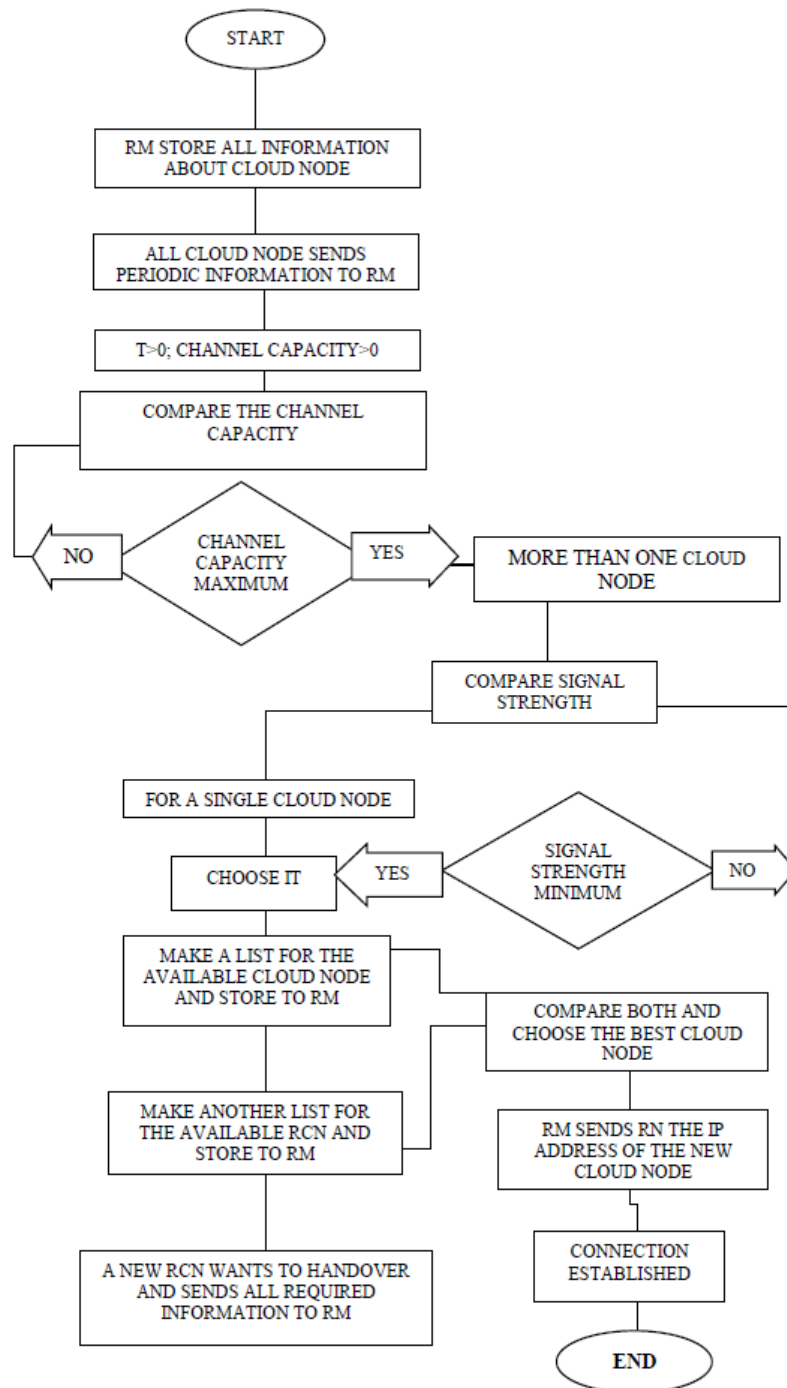 START
RM STORE ALL INFORMATION
ABOUT CLOUD NODE
ALL CLOUD NODE SENDS
PERIODIC INFORMATION TO RM
T>0; CHANNEL CAPACITY>0
COMPARE THE CHANNEL
CAPACITY
NO
CHANNEL
CAPACITY
MAXIMUM
YES
MORE THAN ONE CLOUD
NODE
COMPARE SIGNAL
STRENGTH
FOR A SINGLE CLOUD NODE
CHOOSE IT
YES
SIGNAL
STRENGTH
MINIMUM
NO
MAKE A LIST FOR THE
AVAILABLE CLOUD NODE
AND STORE TO RM
COMPARE BOTH AND
CHOOSE THE BEST CLOUD
NODE
MAKE ANOTHER LIST FOR
THE AVAILABLE RCN AND
STORE TO RM
RM SENDS RN THE IP
ADDRESS OF THE NEW
CLOUD NODE
A NEW RCN WANTS TO HANDOVER
AND SENDS ALL REQUIRED
INFORMATION TO RM
CONNECTION
ESTABLISHED
END